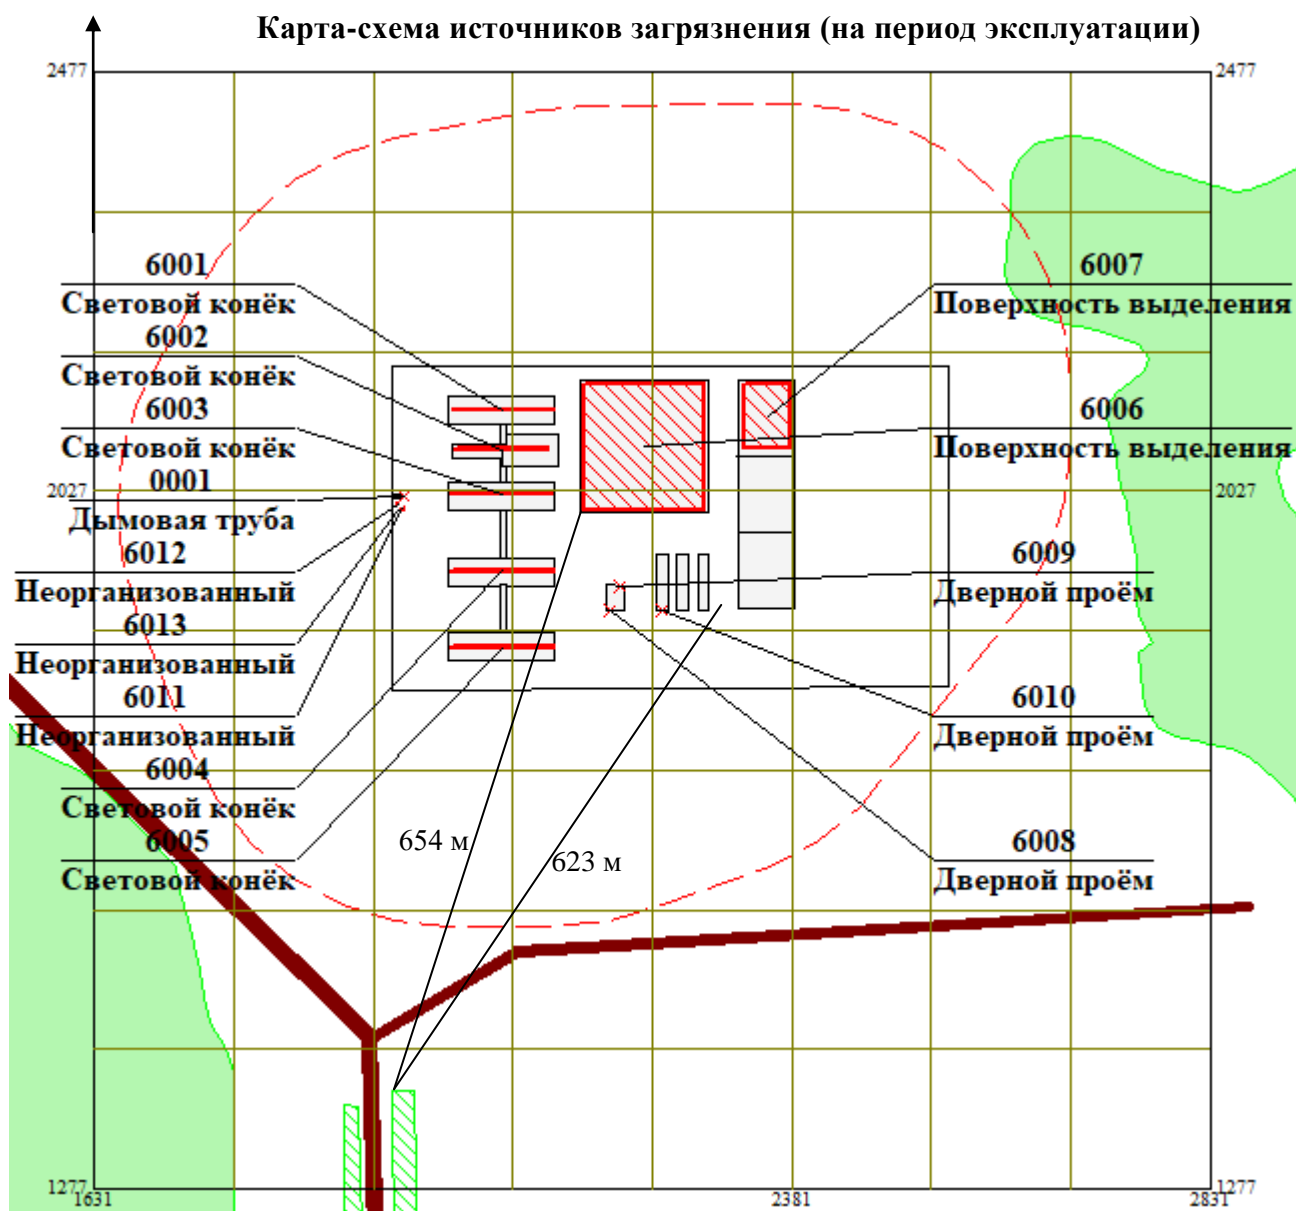 Карта-схема источников загрязнения (на период эксплуатации)
2477
2477
6001
Световой конёк
6002
Световой конёк
6003
Световой конёк
0001
2027
Дымовая труба
6012
Неорганизованный
6013
Неорганизованный
6011
Неорганизованный
6004
Световой конёк
6005
Световой конёк
6007
Поверхность выделения
6006
Поверхность выделения
2027
6009
Дверной проём
6010
Дверной проём
6008
Дверной проём
654 м
623 м
1277
1277
1631
2381
2831